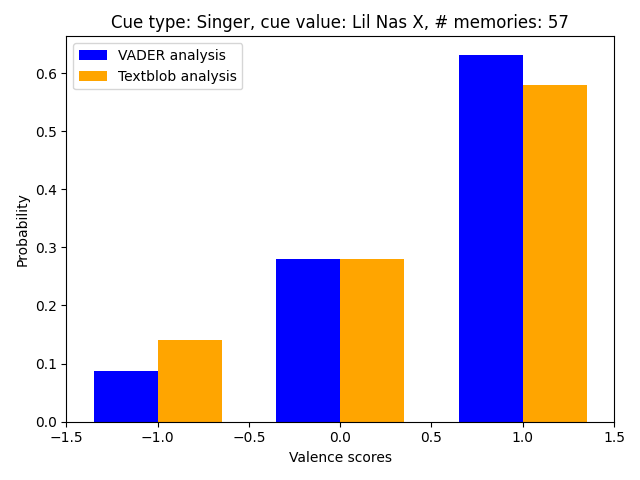 Cue type: Singer, cue value: Lil Nas X, # memories: 57
VADER analysis
Textblob analysis
Probability
0.6
0.5
0.4
0.3
0.2
0.1
0.0
−1.5 −1.0 −0.5 0.0 0.5 1.0 1.5
Valence scores